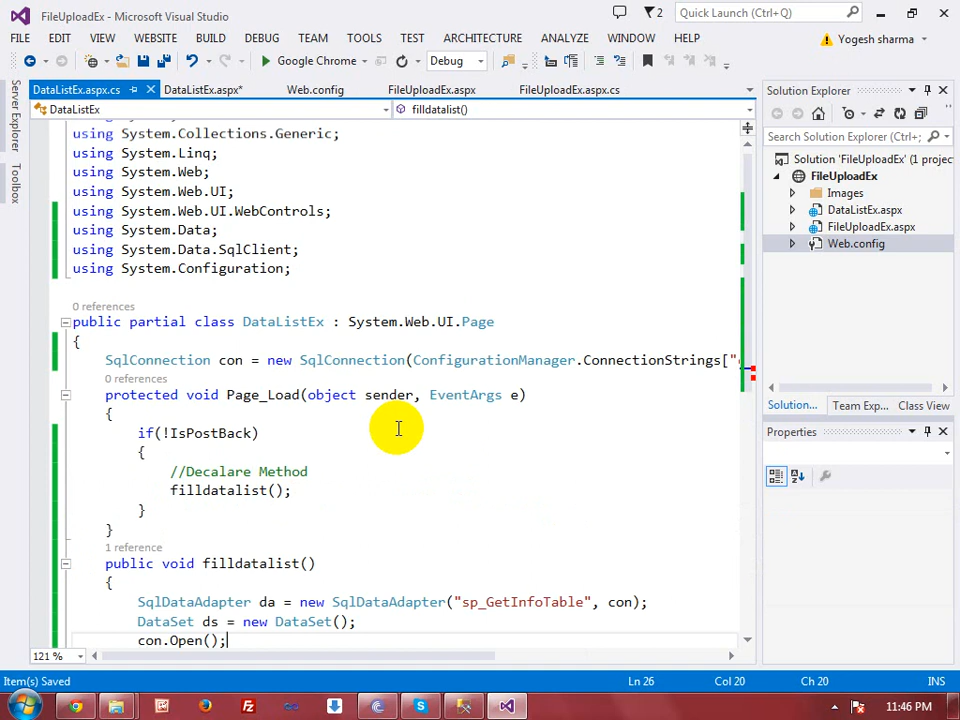 FileUploadEx - Microsoft Visual Studio
2
Quick Launch (Ctrl+Q)
FILE EDIT VIEW WEBSITE BUILD DEBUG TEAM TOOLS TEST ARCHITECTURE ANALYZE WINDOW HELP
Yogesh sharma
Google Chrome
Debug
DataListEx.aspx.cs
DataListEx.aspx*
Web.config
FileUploadEx.aspx
FileUploadEx.aspx.cs
DataListEx
filldatalist()
Server Explorer
Toolbox
using System.Collections.Generic;
using System.Linq;
using System.Web;
using System.Web.UI;
using System.Web.UI.WebControls;
using System.Data;
using System.Data.SqlClient;
using System.Configuration;
0 references
public partial class DataListEx : System.Web.UI.Page
{
SqlConnection con = new SqlConnection(ConfigurationManager.ConnectionStrings["
0 references
protected void Page_Load(object sender, EventArgs e)
{
if(!IsPostBack)
{
//Decalare Method
filldatalist();
}
}
1 reference
public void filldatalist()
{
SqlDataAdapter da = new SqlDataAdapter("sp_GetInfoTable", con);
DataSet ds = new DataSet();
con.Open();
121 %
Solution Explorer
Search Solution Explorer (Ctrl+;
Solution 'FileUploadEx' (1 projec
FileUploadEx
Images
DataListEx.aspx
FileUploadEx.aspx
Web.config
Solution... Team Exp... Class View
Properties
Item(s) Saved
Ln 26
Col 20
Ch 20
INS
11:46 PM